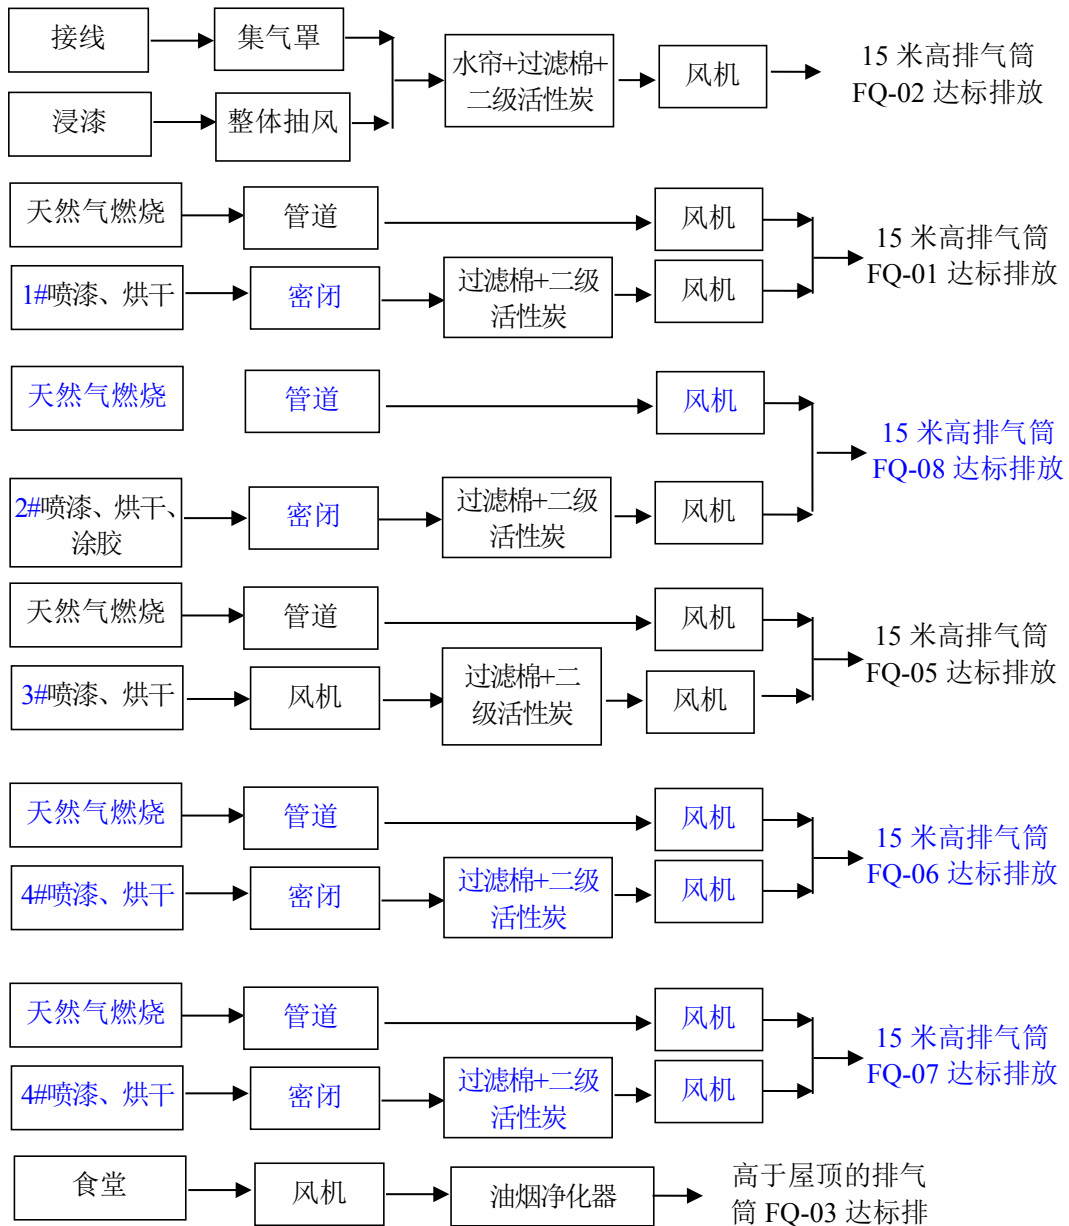 接线
集气罩
水帘+过滤棉+
二级活性炭
风机
15 米高排气筒
FQ-02 达标排放
浸漆
整体抽风
天然气燃烧
管道
风机
15 米高排气筒
FQ-01 达标排放
1#喷漆、烘干
密闭
过滤棉+二级
活性炭
风机
天然气燃烧
管道
风机
15 米高排气筒
FQ-08 达标排放
2#喷漆、烘干、
涂胶
密闭
过滤棉+二级
活性炭
风机
天然气燃烧
管道
风机
15 米高排气筒
FQ-05 达标排放
3#喷漆、烘干
风机
过滤棉+二
级活性炭
风机
天然气燃烧
管道
风机
15 米高排气筒
FQ-06 达标排放
4#喷漆、烘干
密闭
过滤棉+二级
活性炭
风机
天然气燃烧
管道
风机
15 米高排气筒
FQ-07 达标排放
4#喷漆、烘干
密闭
过滤棉+二级
活性炭
风机
食堂
风机
油烟净化器
高于屋顶的排气
筒 FQ-03 达标排